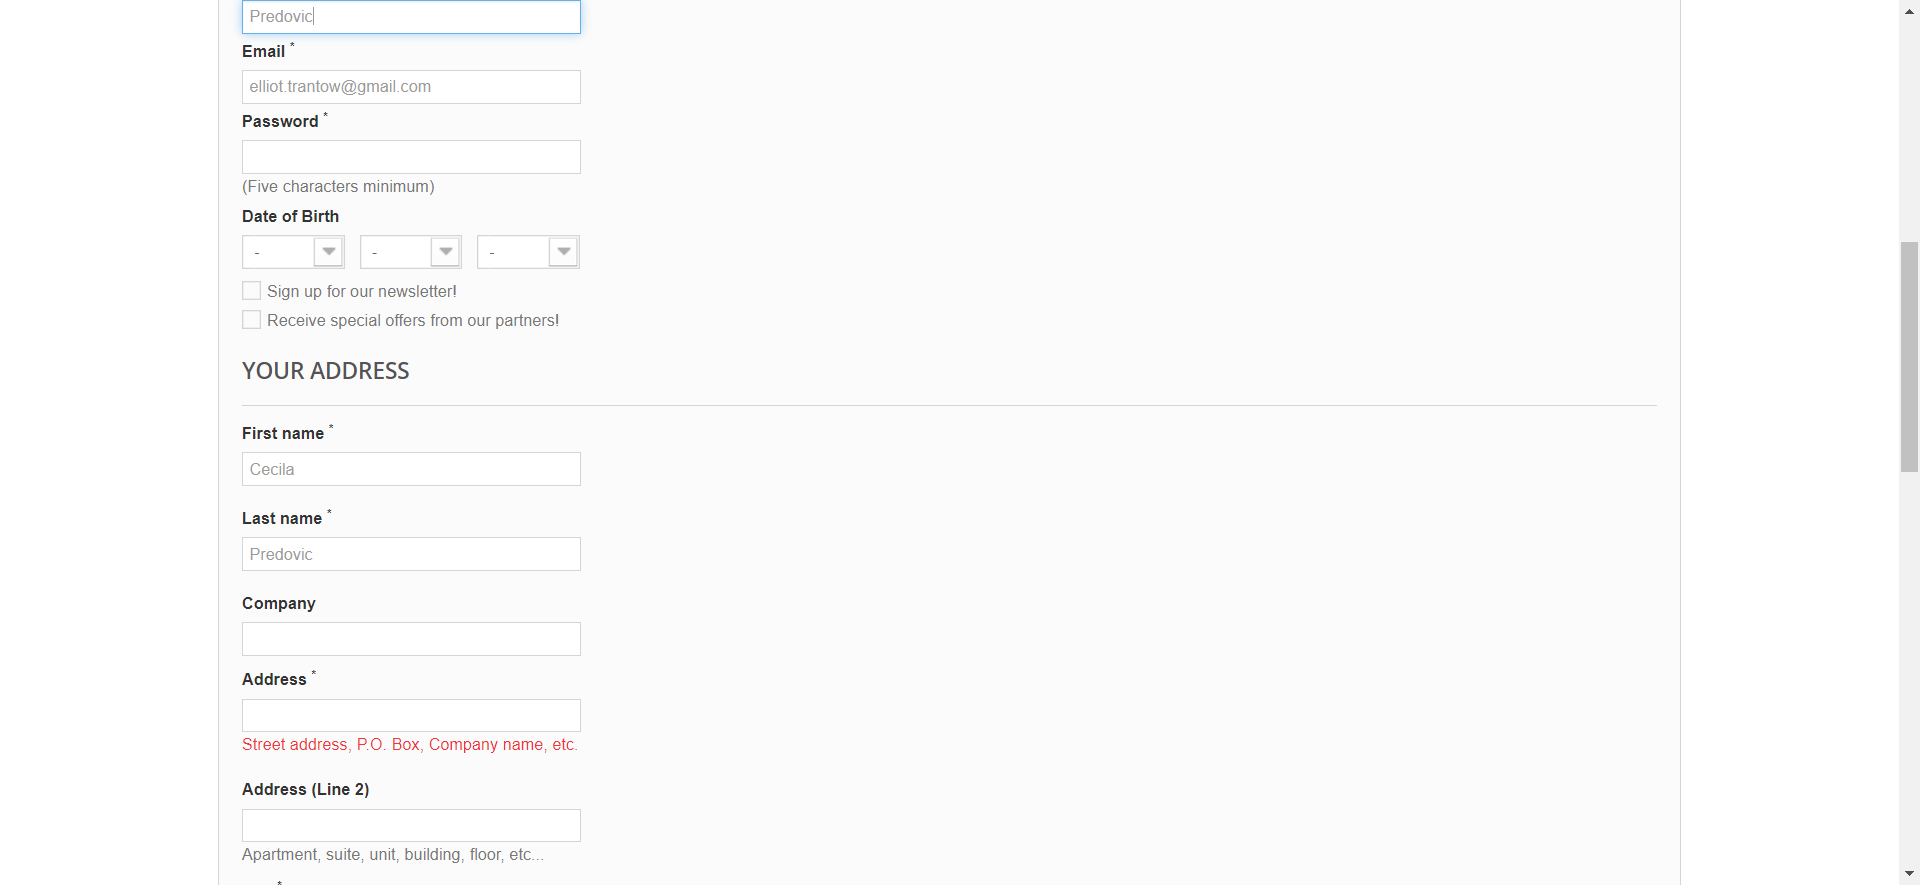 Predovic
Email *
elliot.trantow@gmail.com
Password *
(Five characters minimum)
Date of Birth
- - -
Sign up for our newsletter!
Receive special offers from our partners!
YOUR ADDRESS
First name *
Cecila
Last name *
Predovic
Company
Address *
Street address, P.O. Box, Company name, etc.
Address (Line 2)
Apartment, suite, unit, building, floor, etc...
*